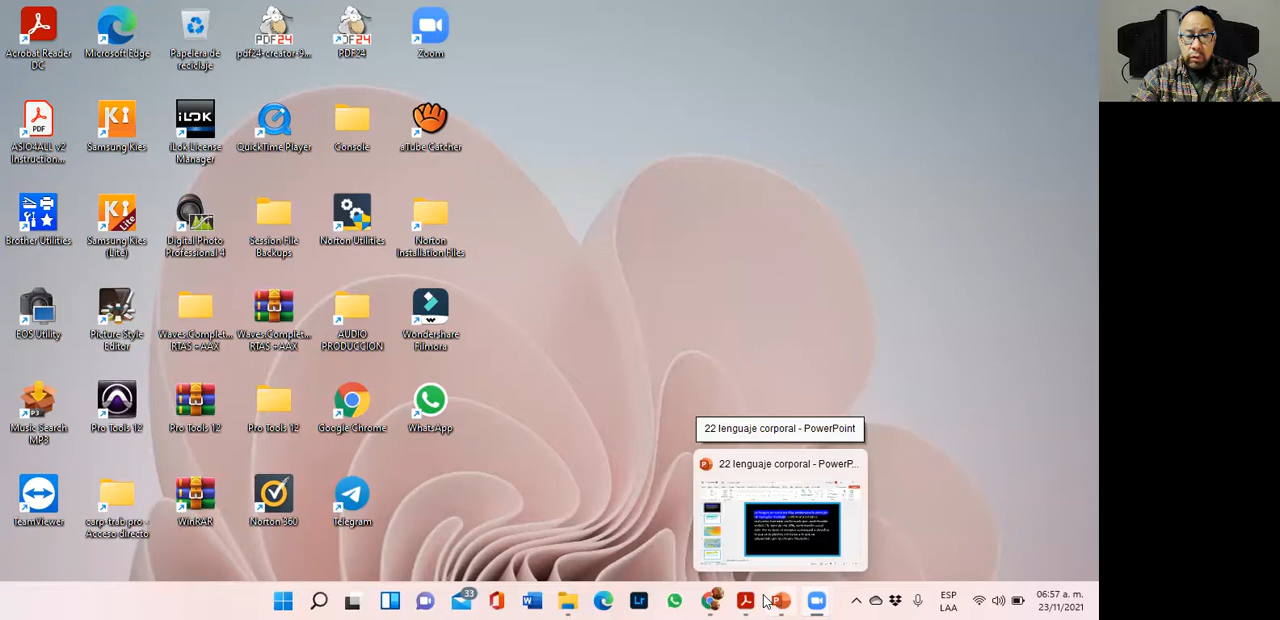 Acrobat Reader
DC
Microsoft Edge
Papelera de
reciclaje
pdf24-creator-9...
PDF24
Zoom
ASIO4ALL v2
Instruction...
Samsung Kies
iLok License
Manager
QuickTime Player
Console
aTube Catcher
Brother Utilities
Samsung Kies
(Lite)
Digital Photo
Professional 4
Session File
Backups
Norton Utilities
Norton
Installation Files
EOS Utility
Picture Style
Editor
Waves.Complet...
RTAS + AAX
Waves.Complet...
RTAS + AAX
AUDIO
PRODUCCION
Wondershare
Filmora
Music Search
MP3
Pro Tools 12
Pro Tools 12
Pro Tools 12
Google Chrome
WhatsApp
22 lenguaje corporal - PowerPoint
22 lenguaje corporal - PowerP...
TeamViewer
carp trab pro -
Acceso directo
WinRAR
Norton 360
Telegram
33
ESP
LAA
06:57 a. m.
23/11/2021